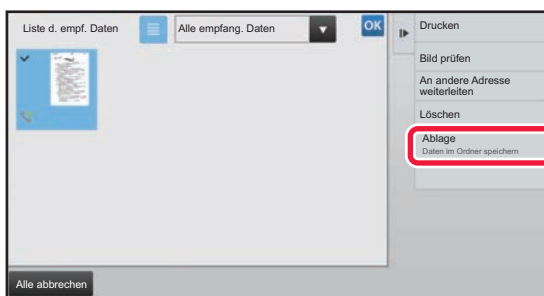 Liste d. empf. Daten
Alle empfang. Daten
OK
Drucken
Bild prüfen
An andere Adresse
weiterleiten
Löschen
Ablage
Daten im Ordner speichern
Alle abbrechen